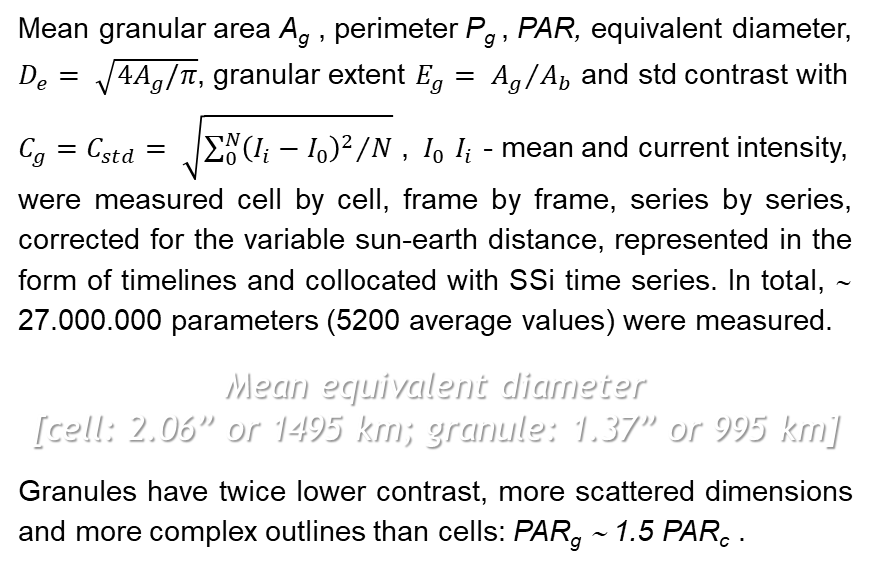 Mean granular area A_g , perimeter P_g , PAR, equivalent diameter,
D_e = √(4A_g/π), granular extent E_g = A_g/A_b and std contrast with
C_g = C_std = √(Σ_0^N(I_i − I_0)²/N) , I_0 I_i - mean and current intensity,
were measured cell by cell, frame by frame, series by series,
corrected for the variable sun-earth distance, represented in the
form of timelines and collocated with SSi time series. In total, ~
27.000.000 parameters (5200 average values) were measured.
Mean equivalent diameter
[cell: 2.06” or 1495 km; granule: 1.37” or 995 km]
Granules have twice lower contrast, more scattered dimensions
and more complex outlines than cells: PAR_g ~ 1.5 PAR_c .